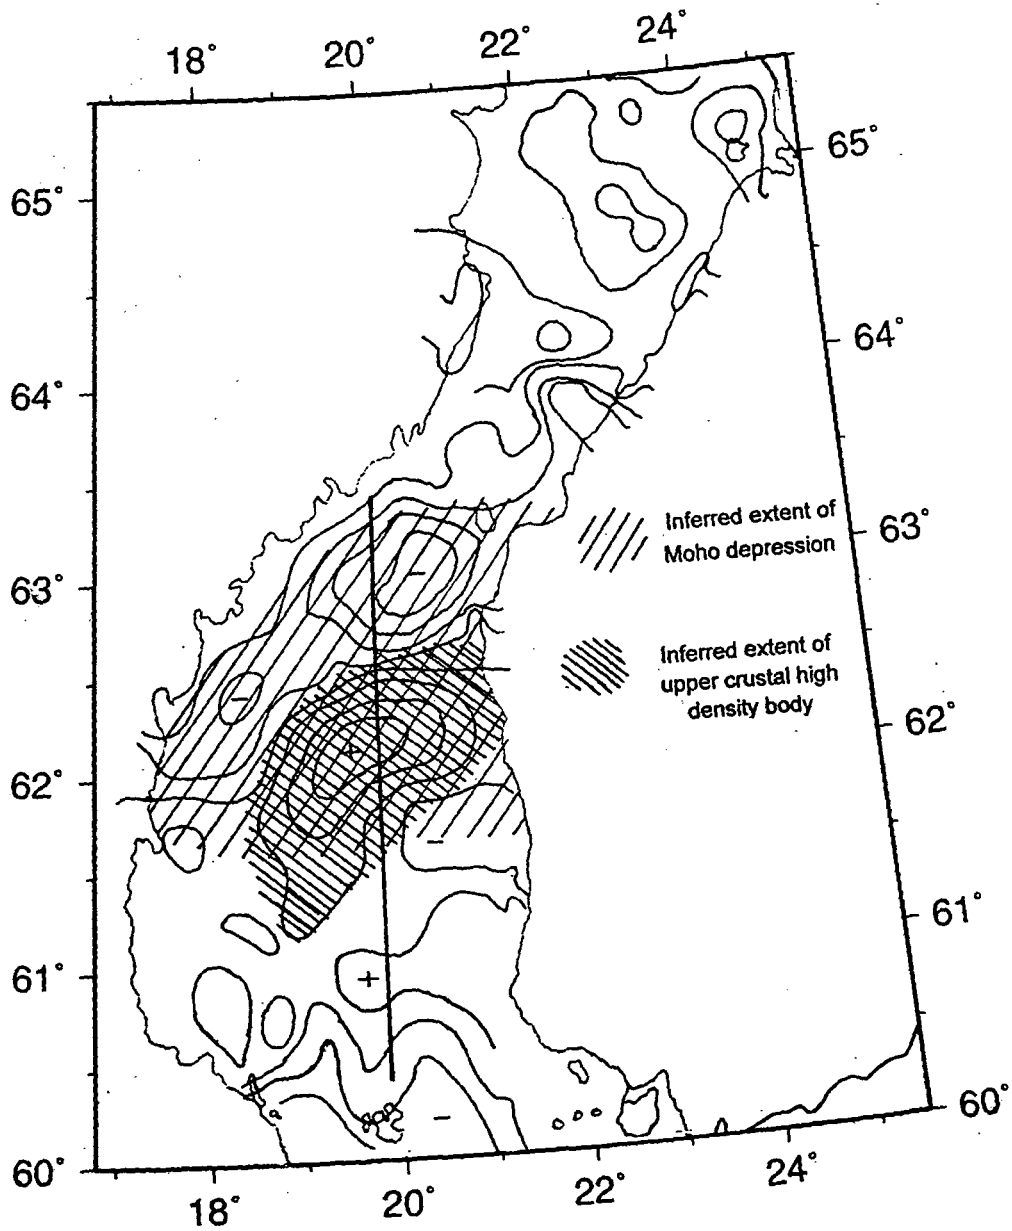 18° 20° 22° 24°
65°
65°
64°
64°
Inferred extent of
Moho depression
63°
63°
Inferred extent of
upper crustal high
density body
62°
62°
61°
61°
60°
60°
18° 20° 22° 24°
-
-
+
-
+
-